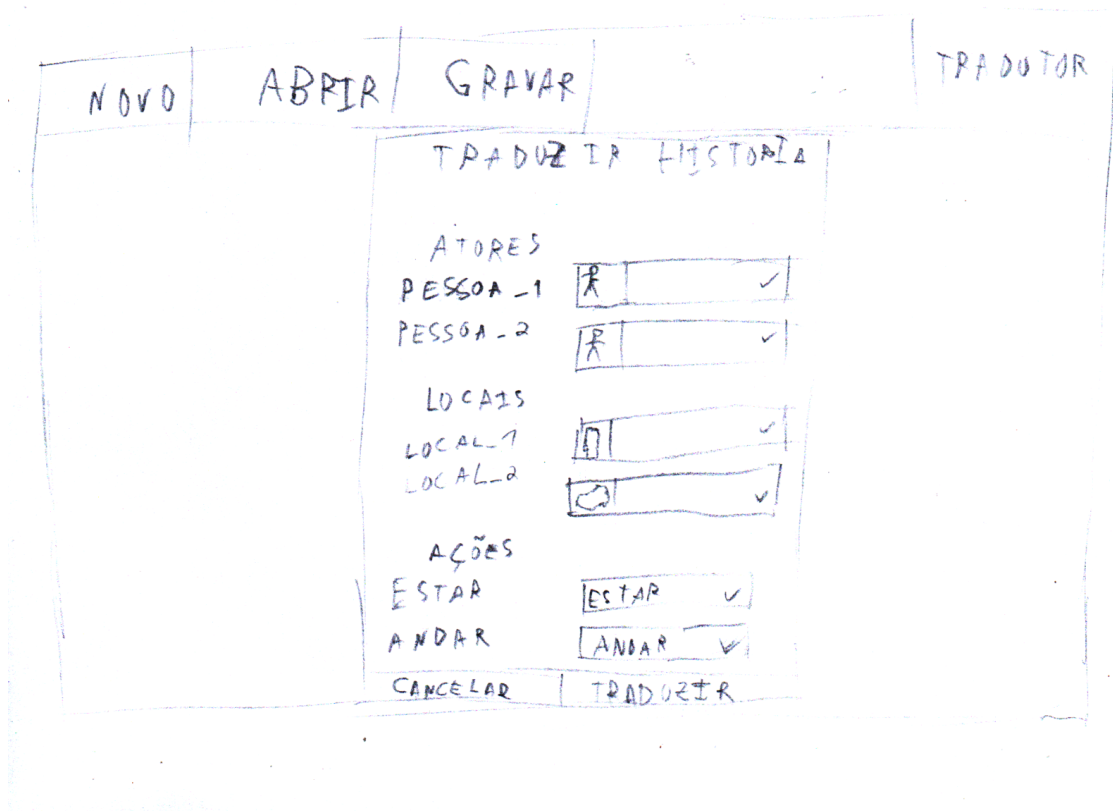 NOVO ABRIR GRAVAR TRADUTOR
TRADUZIR HISTORIA
ATORES
PESSOA_1
PESSOA_2
LOCAIS
LOCAL_1
LOCAL_2
AÇÕES
ESTAR ESTAR
ANDAR ANDAR
CANCELAR TRADUZIR